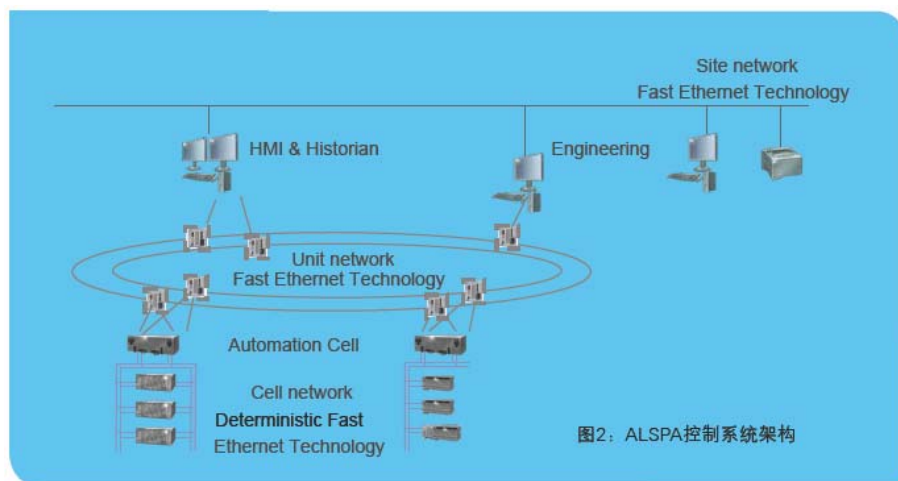 Site network
Fast Ethernet Technology
HMI & Historian
Engineering
Unit network
Fast Ethernet Technology
Automation Cell
Cell network
Deterministic Fast
Ethernet Technology
图2：ALSPA控制系统架构